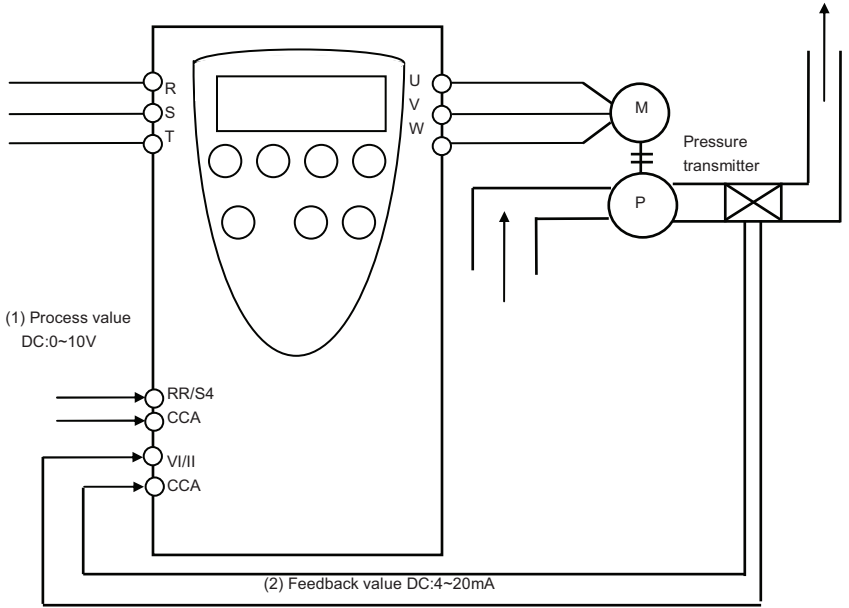 R
S
T
U
V
W
M
P
Pressure
transmitter
(1) Process value
DC:0~10V
RR/S4
CCA
VI/II
CCA
(2) Feedback value DC:4~20mA